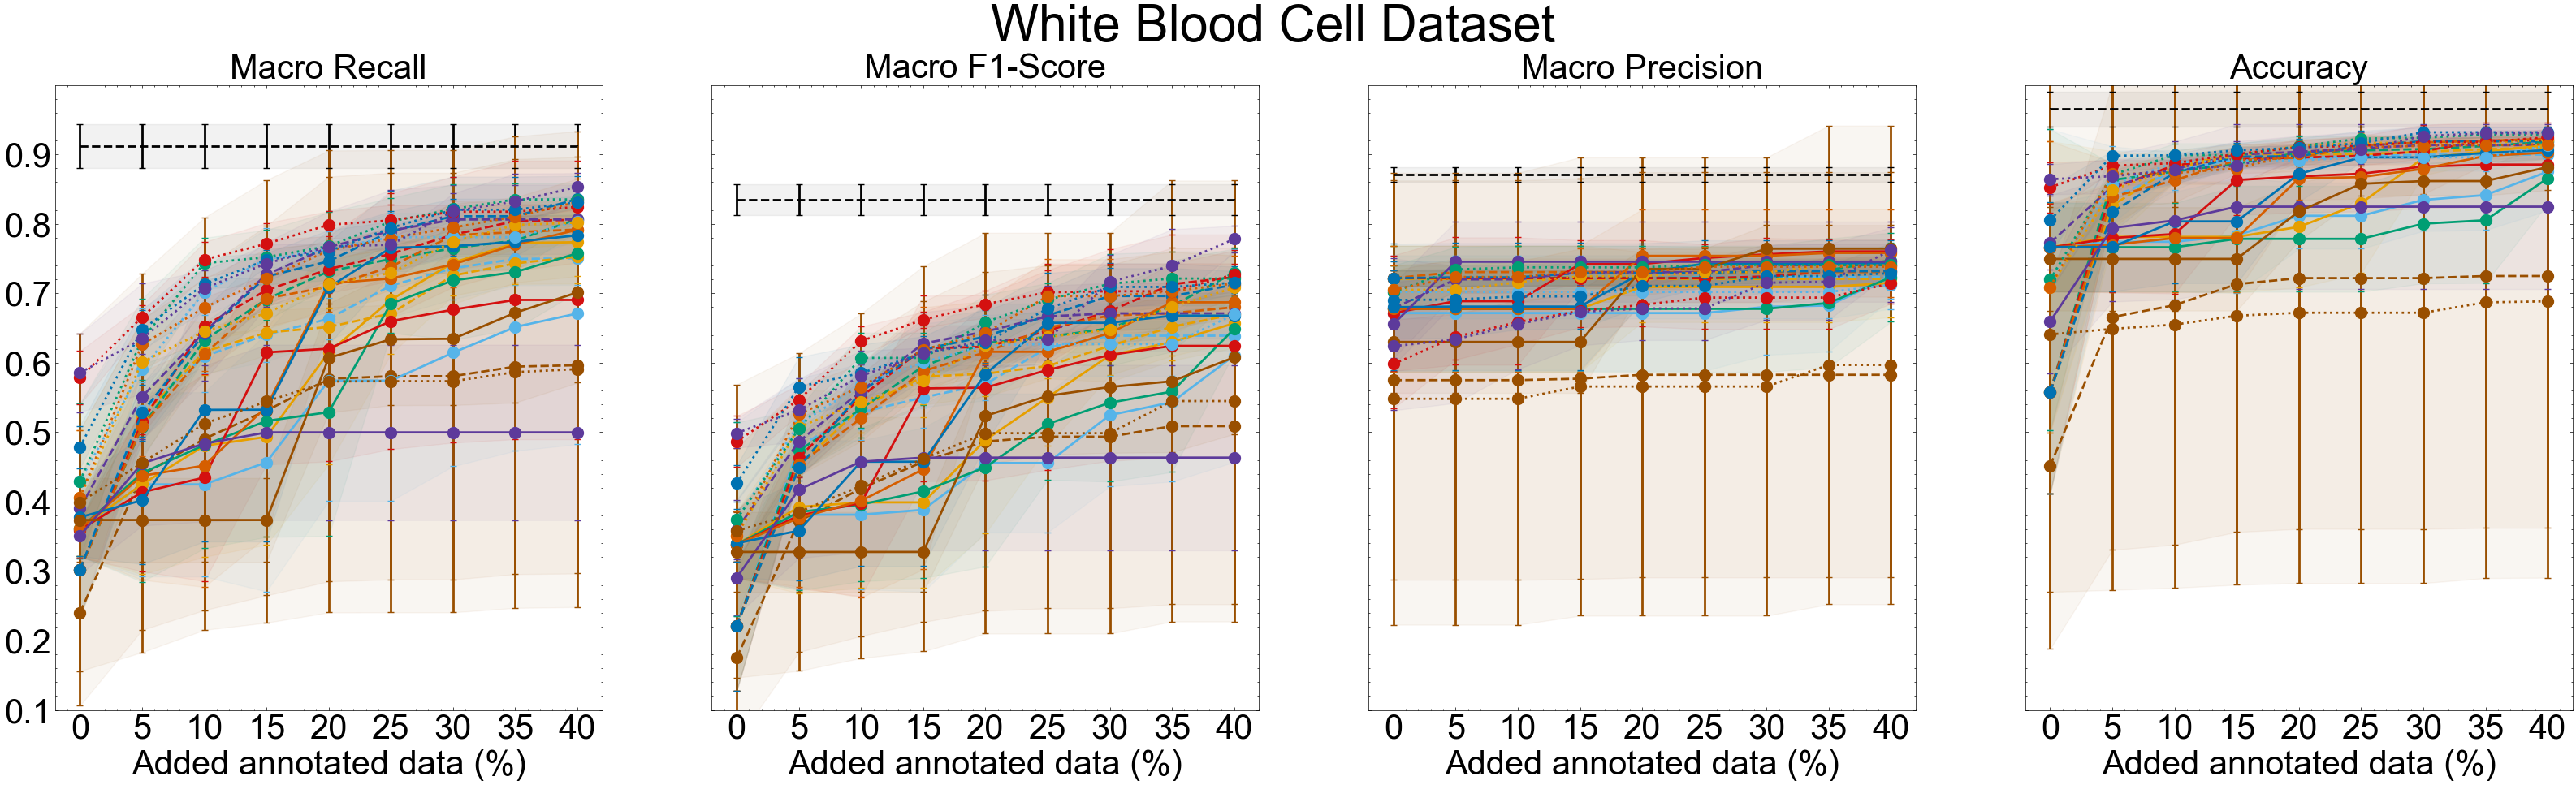 White Blood Cell Dataset
Macro Recall
Macro F1-Score
Macro Precision
Accuracy
0.9
0.8
0.7
0.6
0.5
0.4
0.3
0.2
0.1
0 5 10 15 20 25 30 35 40
0 5 10 15 20 25 30 35 40
0 5 10 15 20 25 30 35 40
0 5 10 15 20 25 30 35 40
Added annotated data (%)
Added annotated data (%)
Added annotated data (%)
Added annotated data (%)